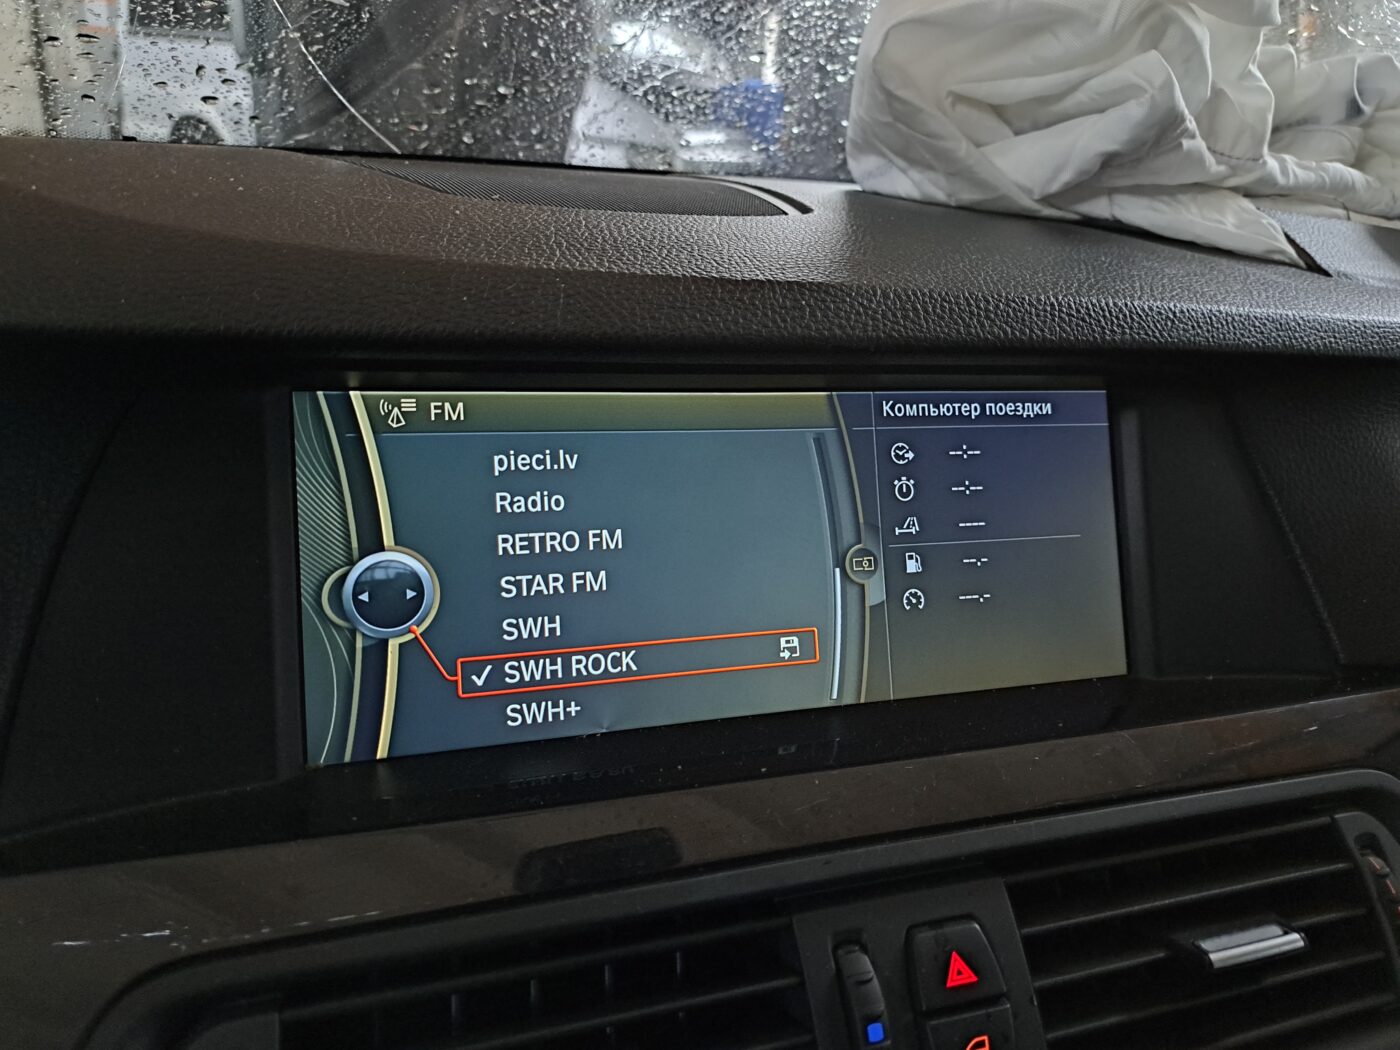 FM
pieci.lv
Radio
RETRO FM
STAR FM
SWH
SWH ROCK
SWH+
Компьютер поездки
--:--
--:--
----
--.-
---.-